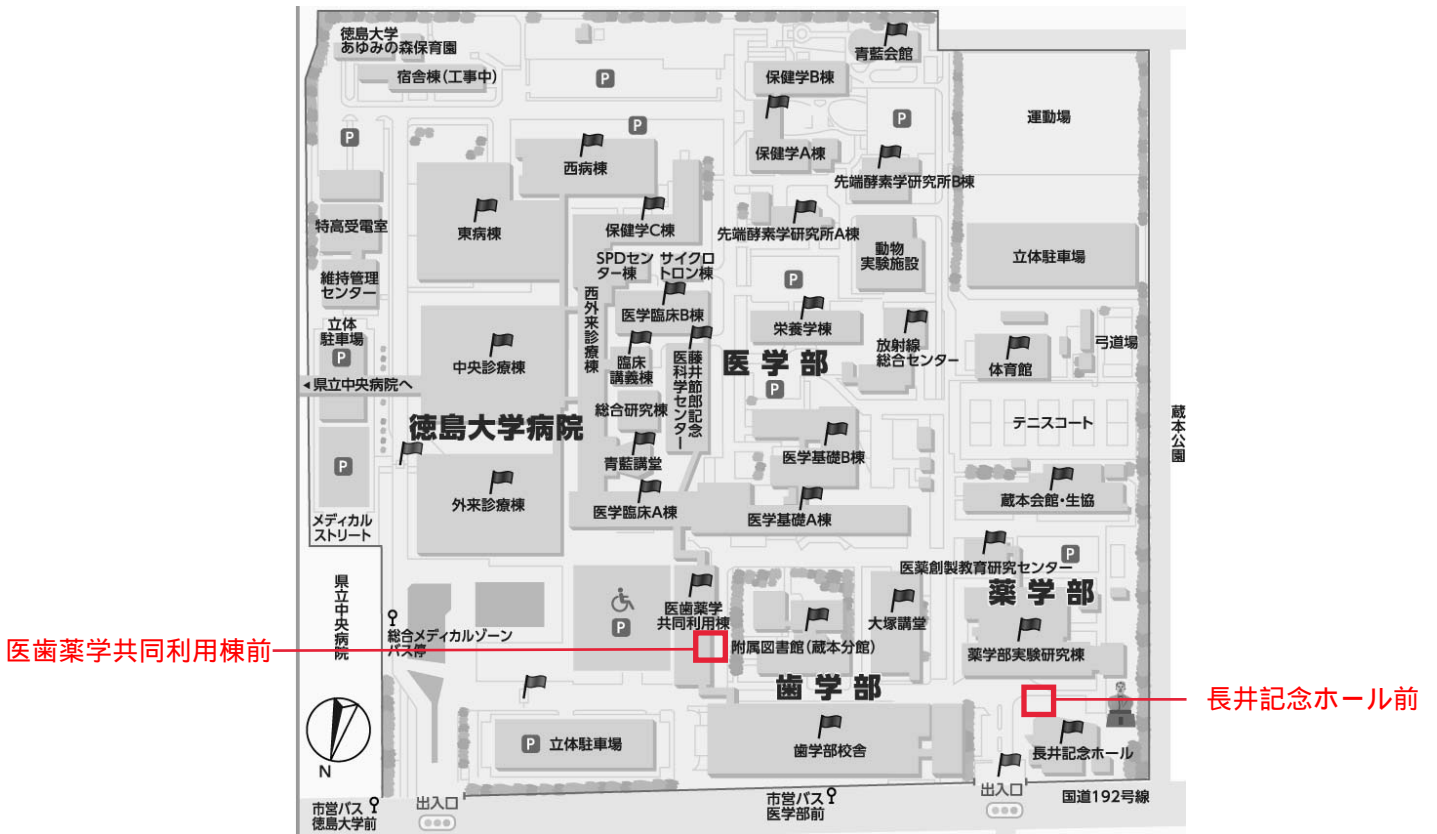 徳島大学
あゆみの森保育園
宿舎棟(工事中)
P
P
P
青藍会館
保健学B棟
P
保健学A棟
先端酵素学研究所B棟
運動場
西病棟
特高受電室
東病棟
保健学C棟
先端酵素学研究所A棟
動物
実験施設
立体駐車場
維持管理
センター
SPDセン
ター棟
サイクロ
トロン棟
P
西外来診療棟
医学臨床B棟
栄養学棟
放射線
総合センター
体育館
弓道場
立体
駐車場
P
中央診療棟
臨床
講義棟
藤井節郎記念
医科学センター
医学部
P
県立中央病院へ
徳島大学病院
総合研究棟
テニスコート
蔵本公園
P
青藍講堂
医学基礎B棟
外来診療棟
医学臨床A棟
医学基礎A棟
蔵本会館・生協
メディカル
ストリート
医薬創製教育研究センター
P
薬学部
県立中央病院
医歯薬学
共同利用棟
P
大塚講堂
総合メディカルゾーン
バス停
附属図書館(蔵本分館)
薬学部実験研究棟
医歯薬学共同利用棟前
歯学部
長井記念ホール前
N
P
立体駐車場
歯学部校舎
長井記念ホール
市営バス
徳島大学前
出入口
市営バス
医学部前
出入口
国道192号線